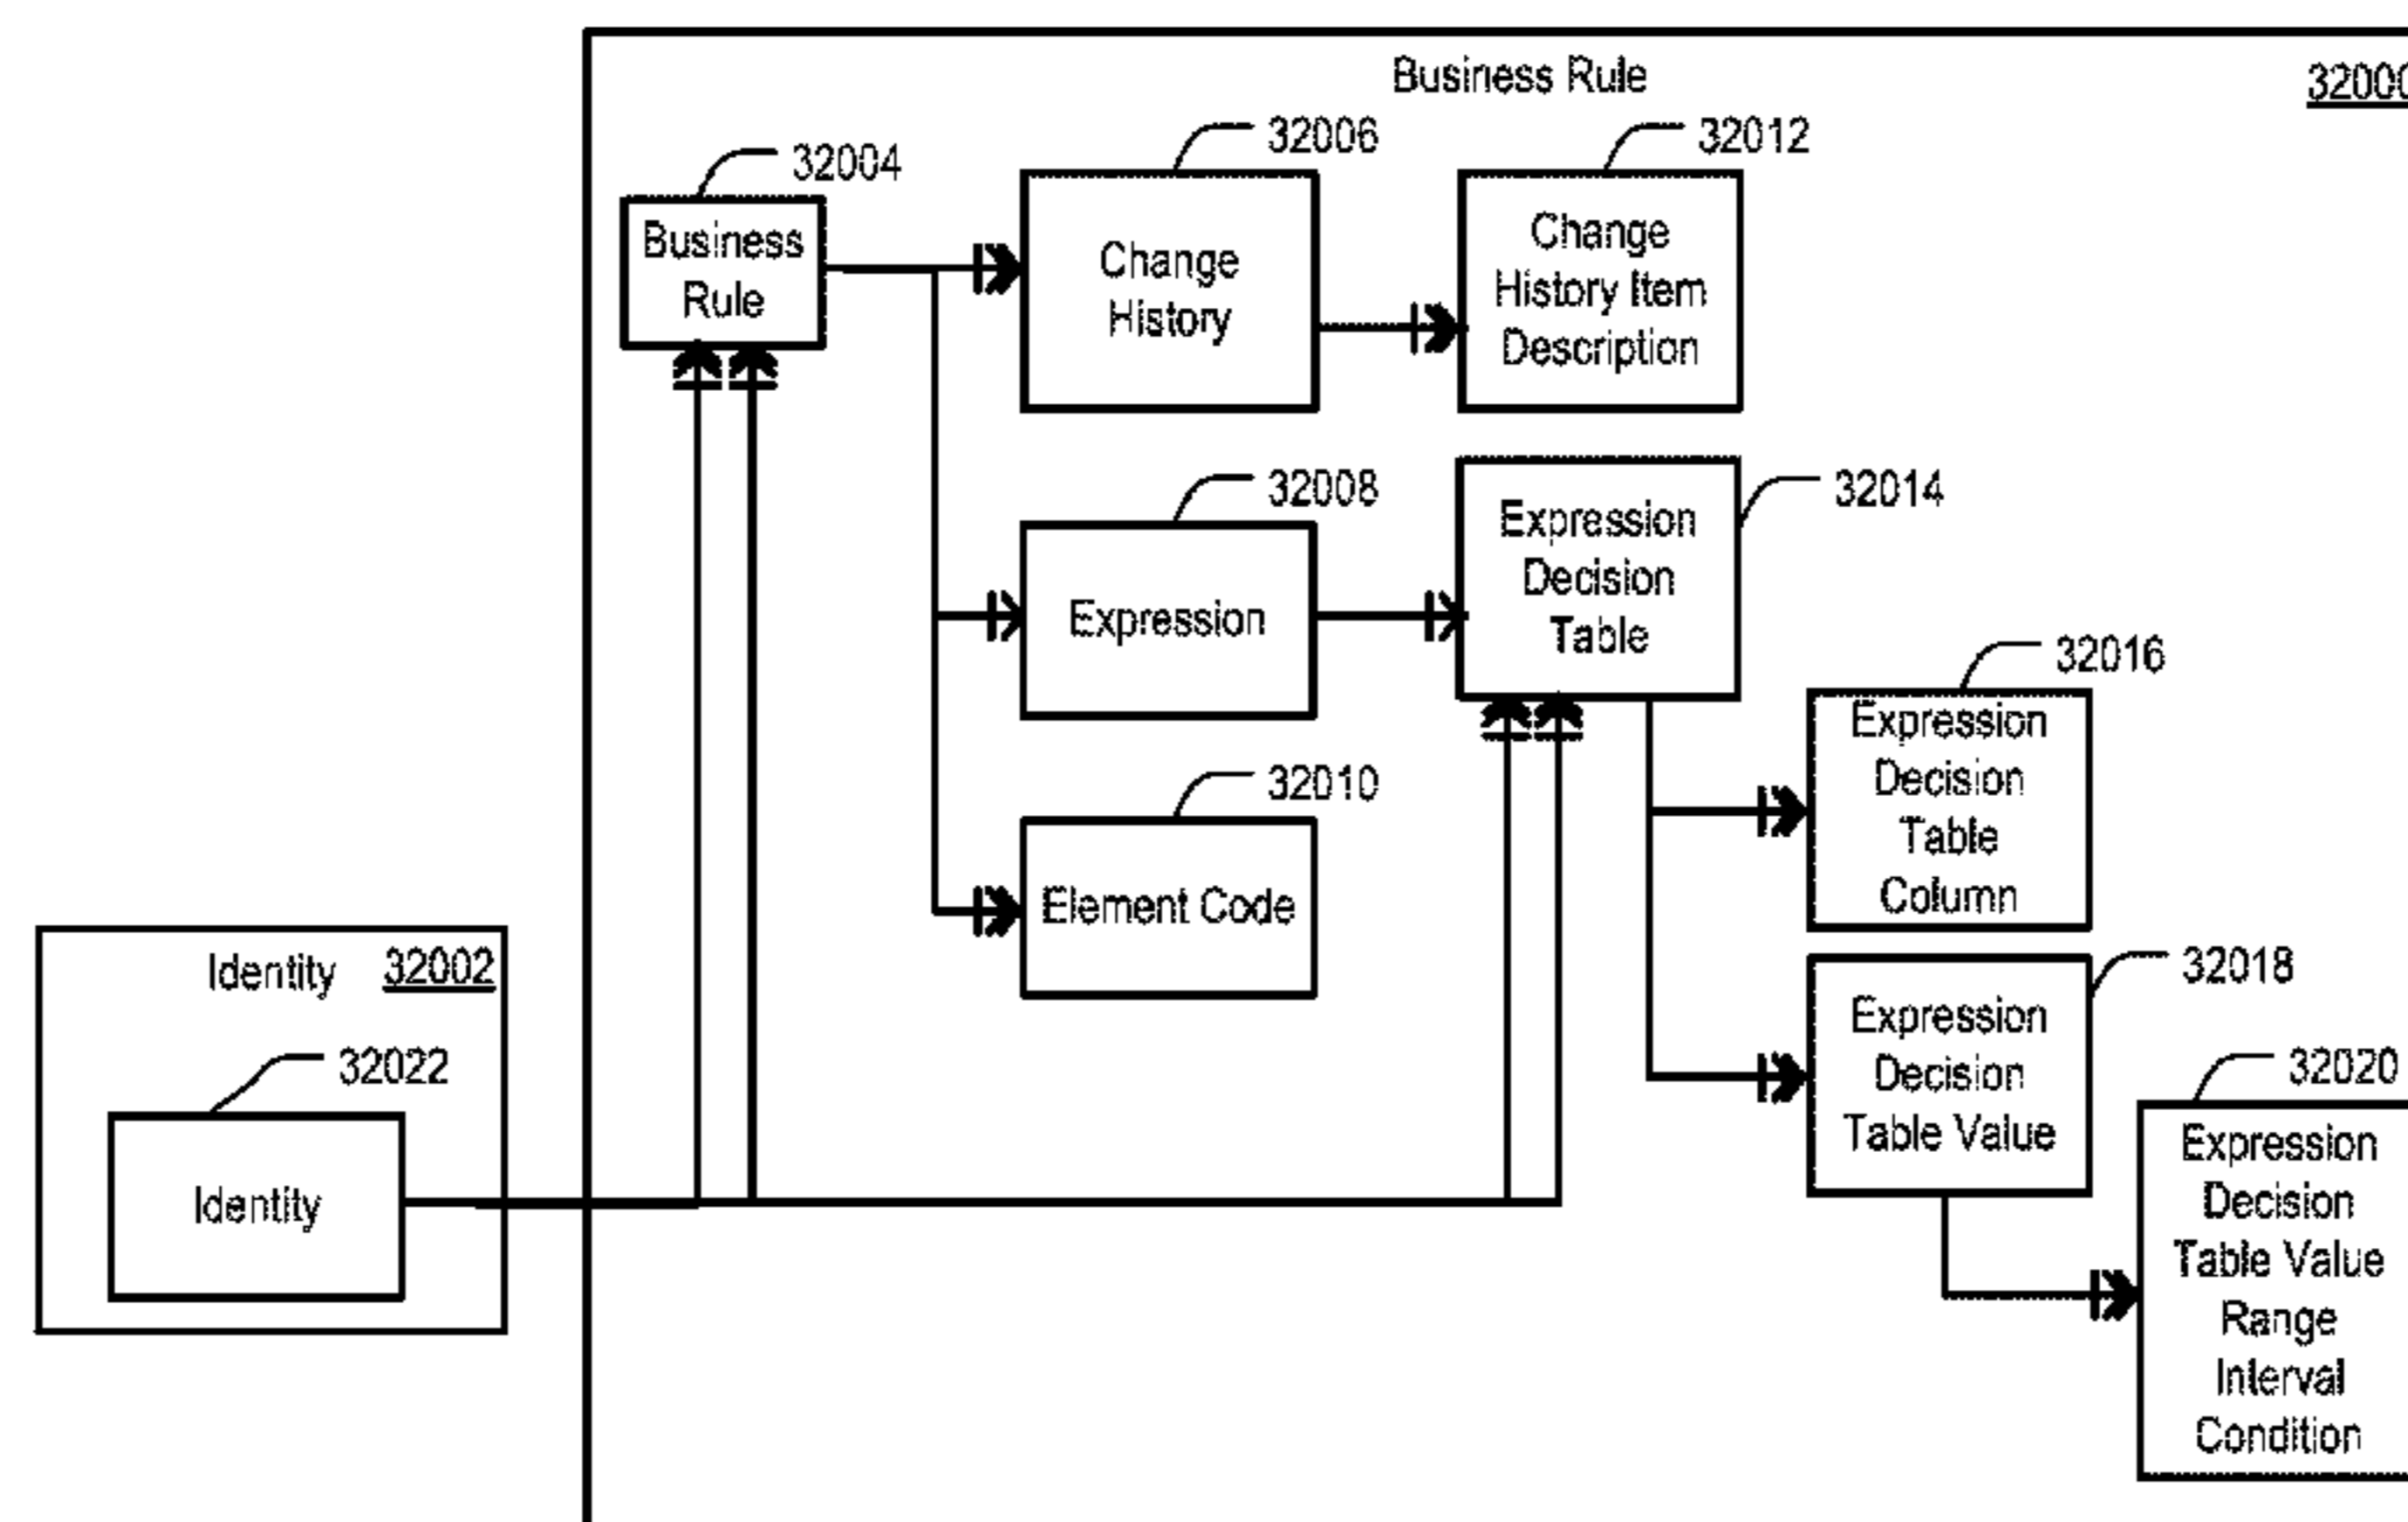 Business Rule
32000
32004
Business
Rule
32006
Change
History
32012
Change
History Item
Description
32008
Expression
32014
Expression
Decision
Table
32010
Element Code
32016
Expression
Decision
Table
Column
32018
Expression
Decision
Table Value
32020
Expression
Decision
Table Value
Range
Interval
Condition
Identity 32002
32022
Identity